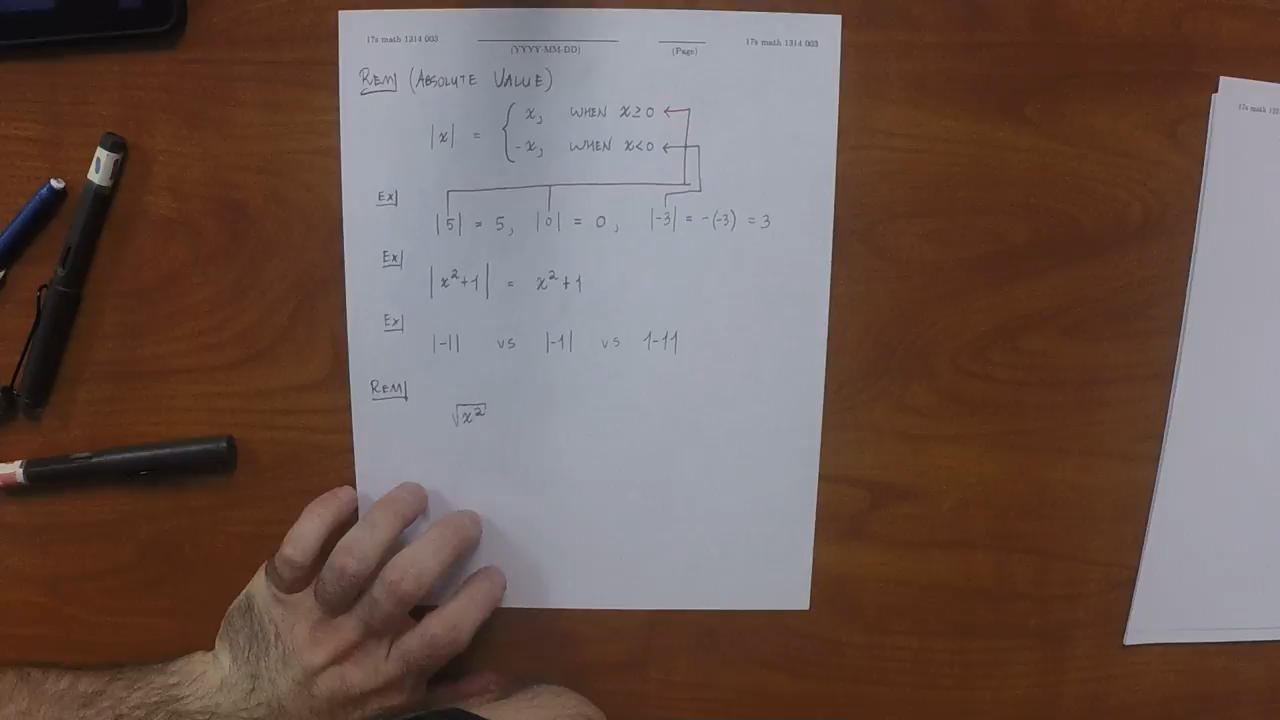 17s math 1314 003 (YYYY-MM-DD) (Page) 17s math 1314 003
REM (ABSOLUTE VALUE)
|x| = { x, WHEN x ≥ 0
-x, WHEN x < 0
Ex
|5| = 5, |0| = 0, |-3| = -(-3) = 3
Ex
|x²+1| = x²+1
Ex
|-1| vs |-1| vs 1-11
REM
√x²
17s math